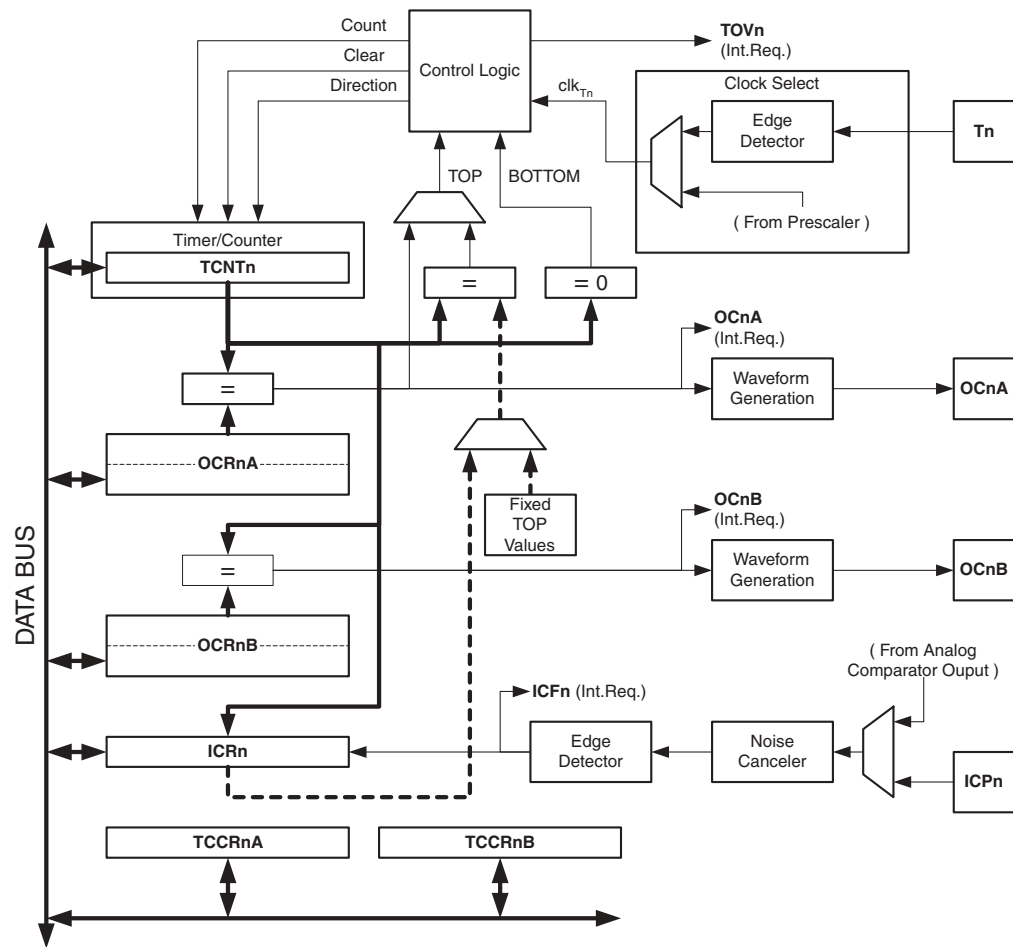 Count
Clear
Direction
Control Logic
TOVn
(Int.Req.)
clkTn
Clock Select
Edge
Detector
Tn
( From Prescaler )
TOP
BOTTOM
Timer/Counter
TCNTn
=
= 0
OCnA
(Int.Req.)
=
Waveform
Generation
OCnA
OCRnA
Fixed
TOP
Values
OCnB
(Int.Req.)
=
Waveform
Generation
OCnB
OCRnB
DATA BUS
( From Analog
Comparator Ouput )
ICFn (Int.Req.)
ICRn
Edge
Detector
Noise
Canceler
ICPn
TCCRnA
TCCRnB